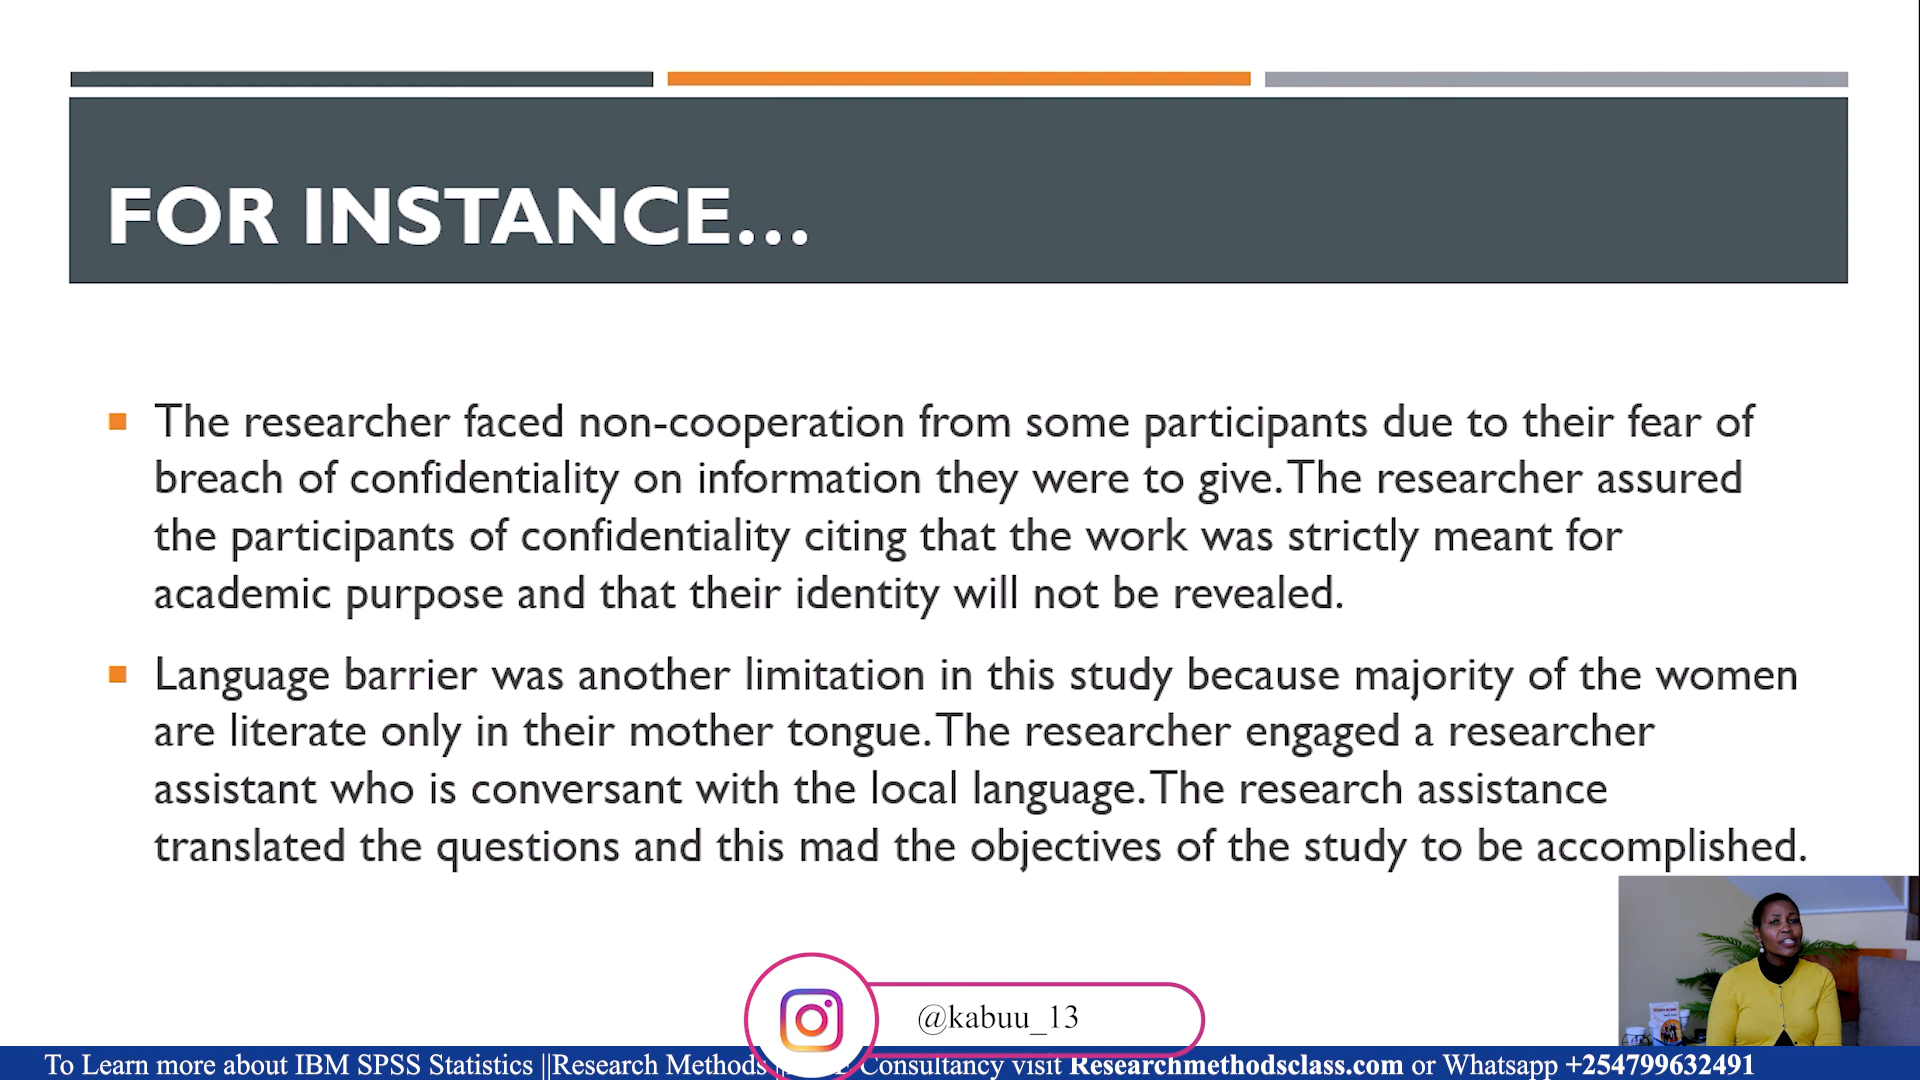 FOR INSTANCE...
The researcher faced non-cooperation from some participants due to their fear of
breach of confidentiality on information they were to give. The researcher assured
the participants of confidentiality citing that the work was strictly meant for
academic purpose and that their identity will not be revealed.
Language barrier was another limitation in this study because majority of the women
are literate only in their mother tongue. The researcher engaged a researcher
assistant who is conversant with the local language. The research assistance
translated the questions and this mad the objectives of the study to be accomplished.
@kabuu_13
To Learn more about IBM SPSS Statistics ||Research Methods Consultancy visit Researchmethodsclass.com or Whatsapp +254799632491